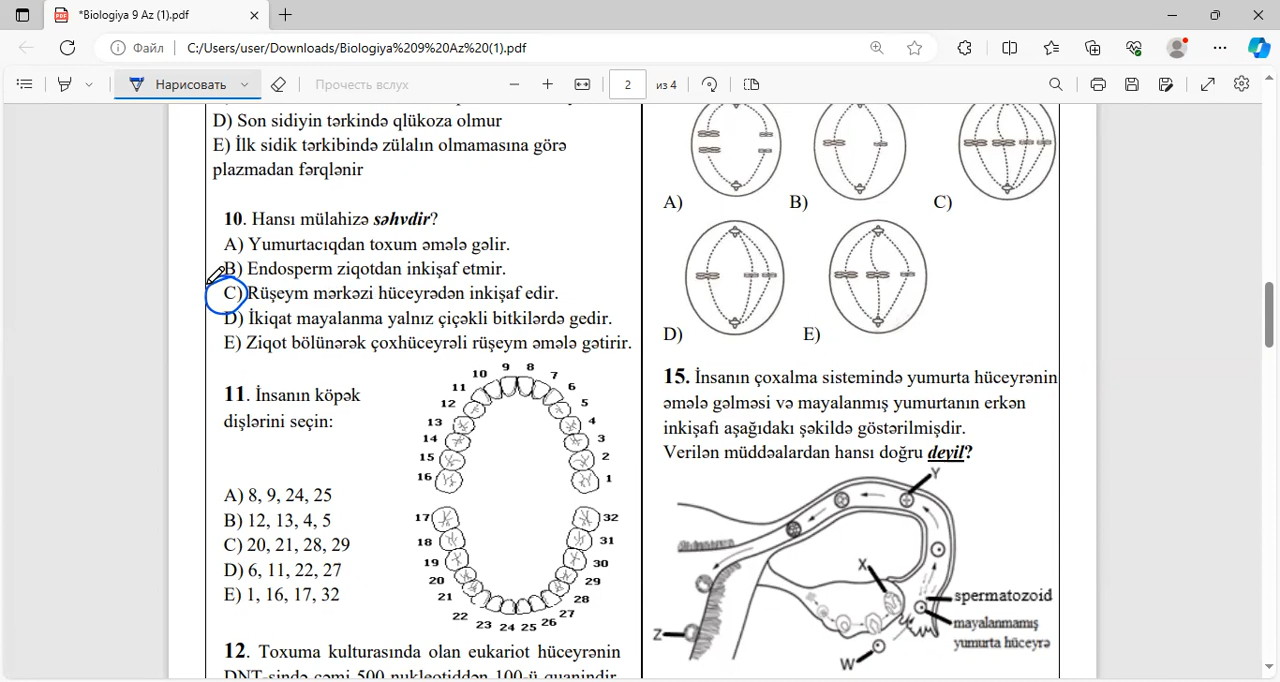 *Biologiya 9 Az (1).pdf
Файл
C:/Users/user/Downloads/Biologiya%209%20Az%20(1).pdf
Нарисовать
Прочесть вслух
2
из 4
D) Son sidiyin tərkində qlükoza olmur
E) İlk sidik tərkibində zülalın olmamasına görə
plazmadan fərqlənir
10. Hansı mülahizə səhvdir?
A) Yumurtacıqdan toxum əmələ gəlir.
B) Endosperm ziqotdan inkişaf etmir.
C) Rüşeym mərkəzi hüceyrədən inkişaf edir.
D) İkiqat mayalanma yalnız çiçəkli bitkilərdə gedir.
E) Ziqot bölünərək çoxhüceyrəli rüşeym əmələ gətirir.
11. İnsanın köpək
dişlərini seçin:
A) 8, 9, 24, 25
B) 12, 13, 4, 5
C) 20, 21, 28, 29
D) 6, 11, 22, 27
E) 1, 16, 17, 32
10 9 8 7
11 6
12 5
13 4
14 3
15 2
16 1
17 32
18 31
19 30
20 29
21 28
22 27
23 24 25 26
12. Toxuma kulturasında olan eukariot hüceyrənin
DNT-sində cəmi 500 nukleotiddən 100-ü quanindir
A) B) C)
D) E)
15. İnsanın çoxalma sistemində yumurta hüceyrənin
əmələ gəlməsi və mayalanmış yumurtanın erkən
inkişafı aşağıdakı şəkildə göstərilmişdir.
Verilən müddəalardan hansı doğru deyil?
Y
X
spermatozoid
mayalanmamış
yumurta hüceyrə
Z
W